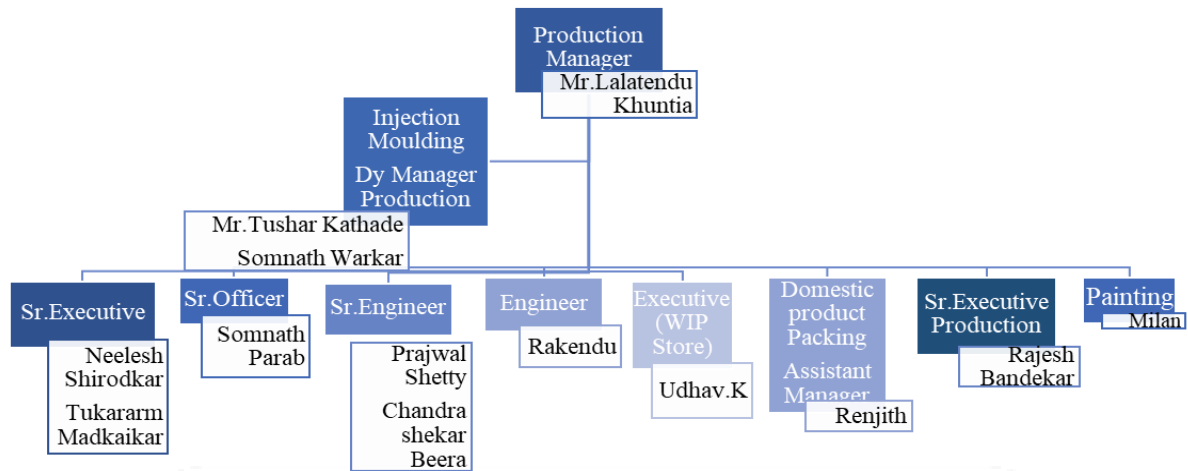 Production
Manager
Mr.Lalatendu
Khuntia
Injection
Moulding
Dy Manager
Production
Mr.Tushar Kathade
Somnath Warkar
Sr.Executive
Neelesh
Shirodkar
Tukararm
Madkaikar
Sr.Officer
Somnath
Parab
Sr.Engineer
Prajwal
Shetty
Chandra
shekar
Beera
Engineer
Rakendu
Executive
(WIP
Store)
Udhav.K
Domestic
product
Packing
Assistant
Manager
Renjith
Sr.Executive
Production
Rajesh
Bandekar
Painting
Milan